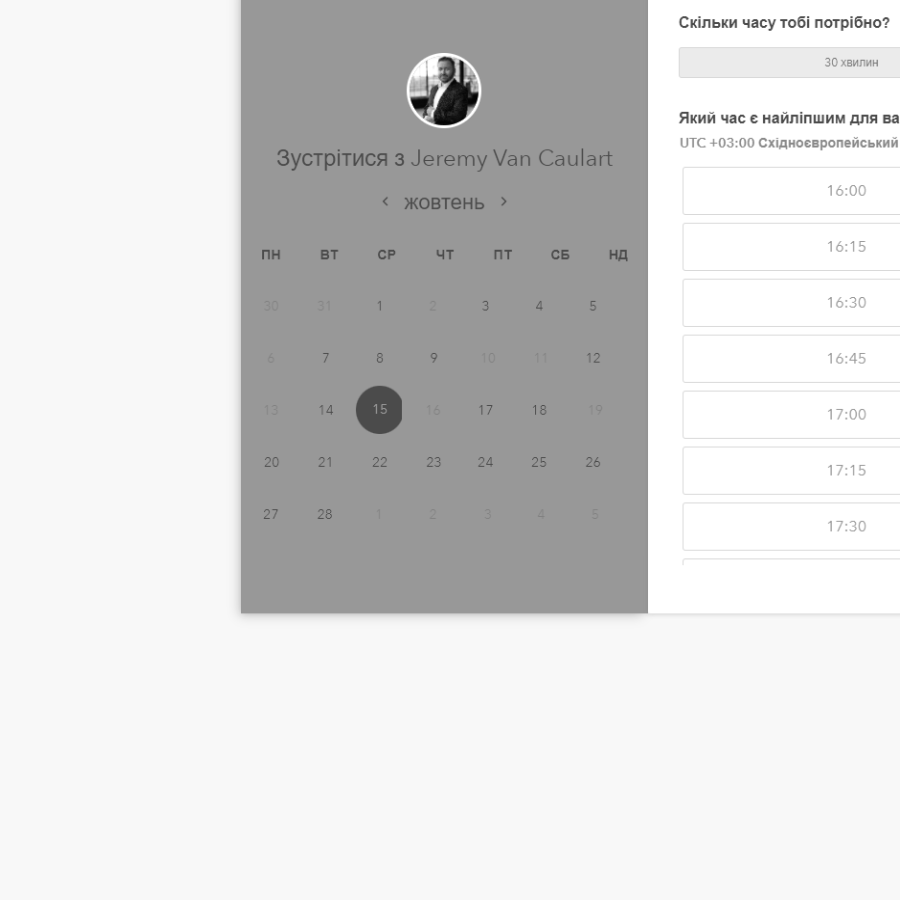 Зустрітися з Jeremy Van Caulart
‹ жовтень ›
ПН ВТ СР ЧТ ПТ СБ НД
30 31 1 2 3 4 5
6 7 8 9 10 11 12
13 14 15 16 17 18 19
20 21 22 23 24 25 26
27 28 1 2 3 4 5
Скільки часу тобі потрібно?
30 хвилин
Який час є найліпшим для ва
UTC +03:00 Східноєвропейський
16:00
16:15
16:30
16:45
17:00
17:15
17:30